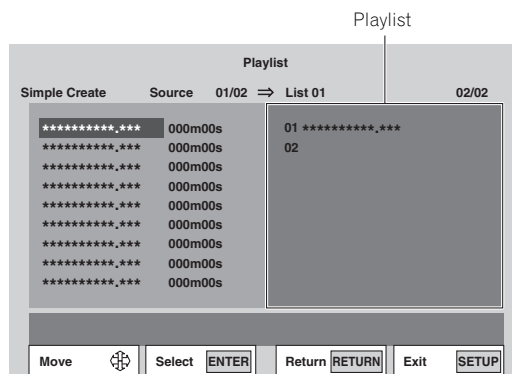 Playlist
Playlist
Simple Create Source 01/02 ⇒ List 01 02/02
**********.*** 000m00s 01 **********.***
**********.*** 000m00s 02
**********.*** 000m00s
**********.*** 000m00s
**********.*** 000m00s
**********.*** 000m00s
**********.*** 000m00s
**********.*** 000m00s
**********.*** 000m00s
Move Select ENTER Return RETURN Exit SETUP